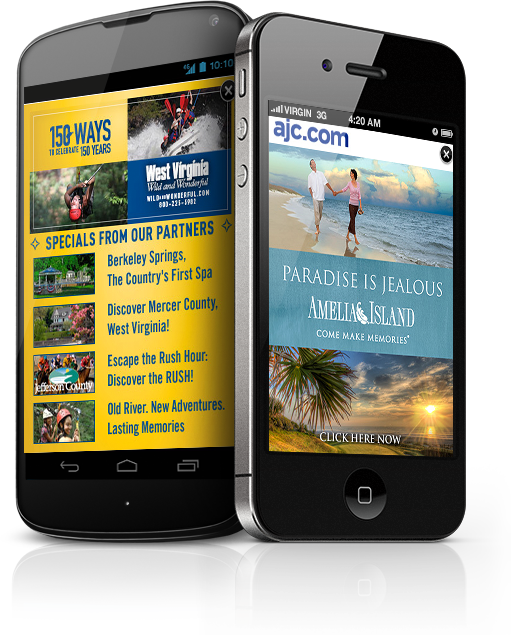 4G 10:10
150 WAYS
TO CELEBRATE 150 YEARS
West Virginia
Wild and Wonderful
WILDANDWONDERFUL.COM
800-225-5982
SPECIALS FROM OUR PARTNERS
Berkeley Springs,
The Country's First Spa
Discover Mercer County,
West Virginia!
Jefferson County
Escape the Rush Hour:
Discover the RUSH!
Old River. New Adventures.
Lasting Memories
VIRGIN 3G 4:20 AM
ajc.com
PARADISE IS JEALOUS
AMELIA ISLAND
COME MAKE MEMORIES®
CLICK HERE NOW